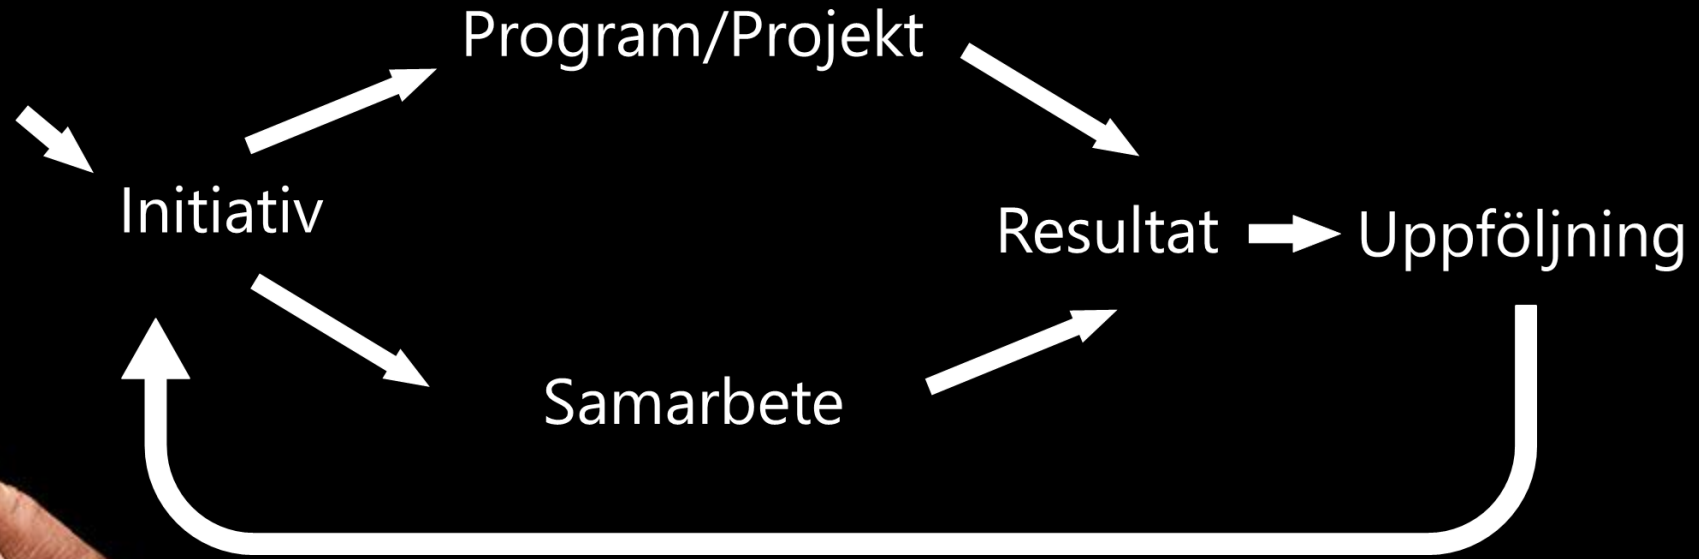 Program/Projekt
Initiativ
Resultat
Uppföljning
Samarbete